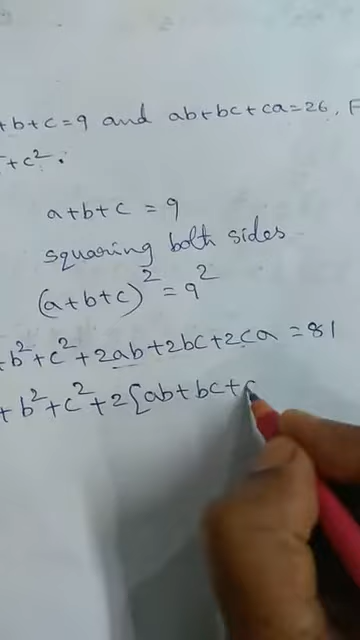 +b+c=9 and ab+bc+ca=26, F
+c².
a+b+c = 9
squaring both sides
(a+b+c)² = 9²
+b²+c²+2ab+2bc+2ca = 81
+b²+c²+2[ab+bc+c